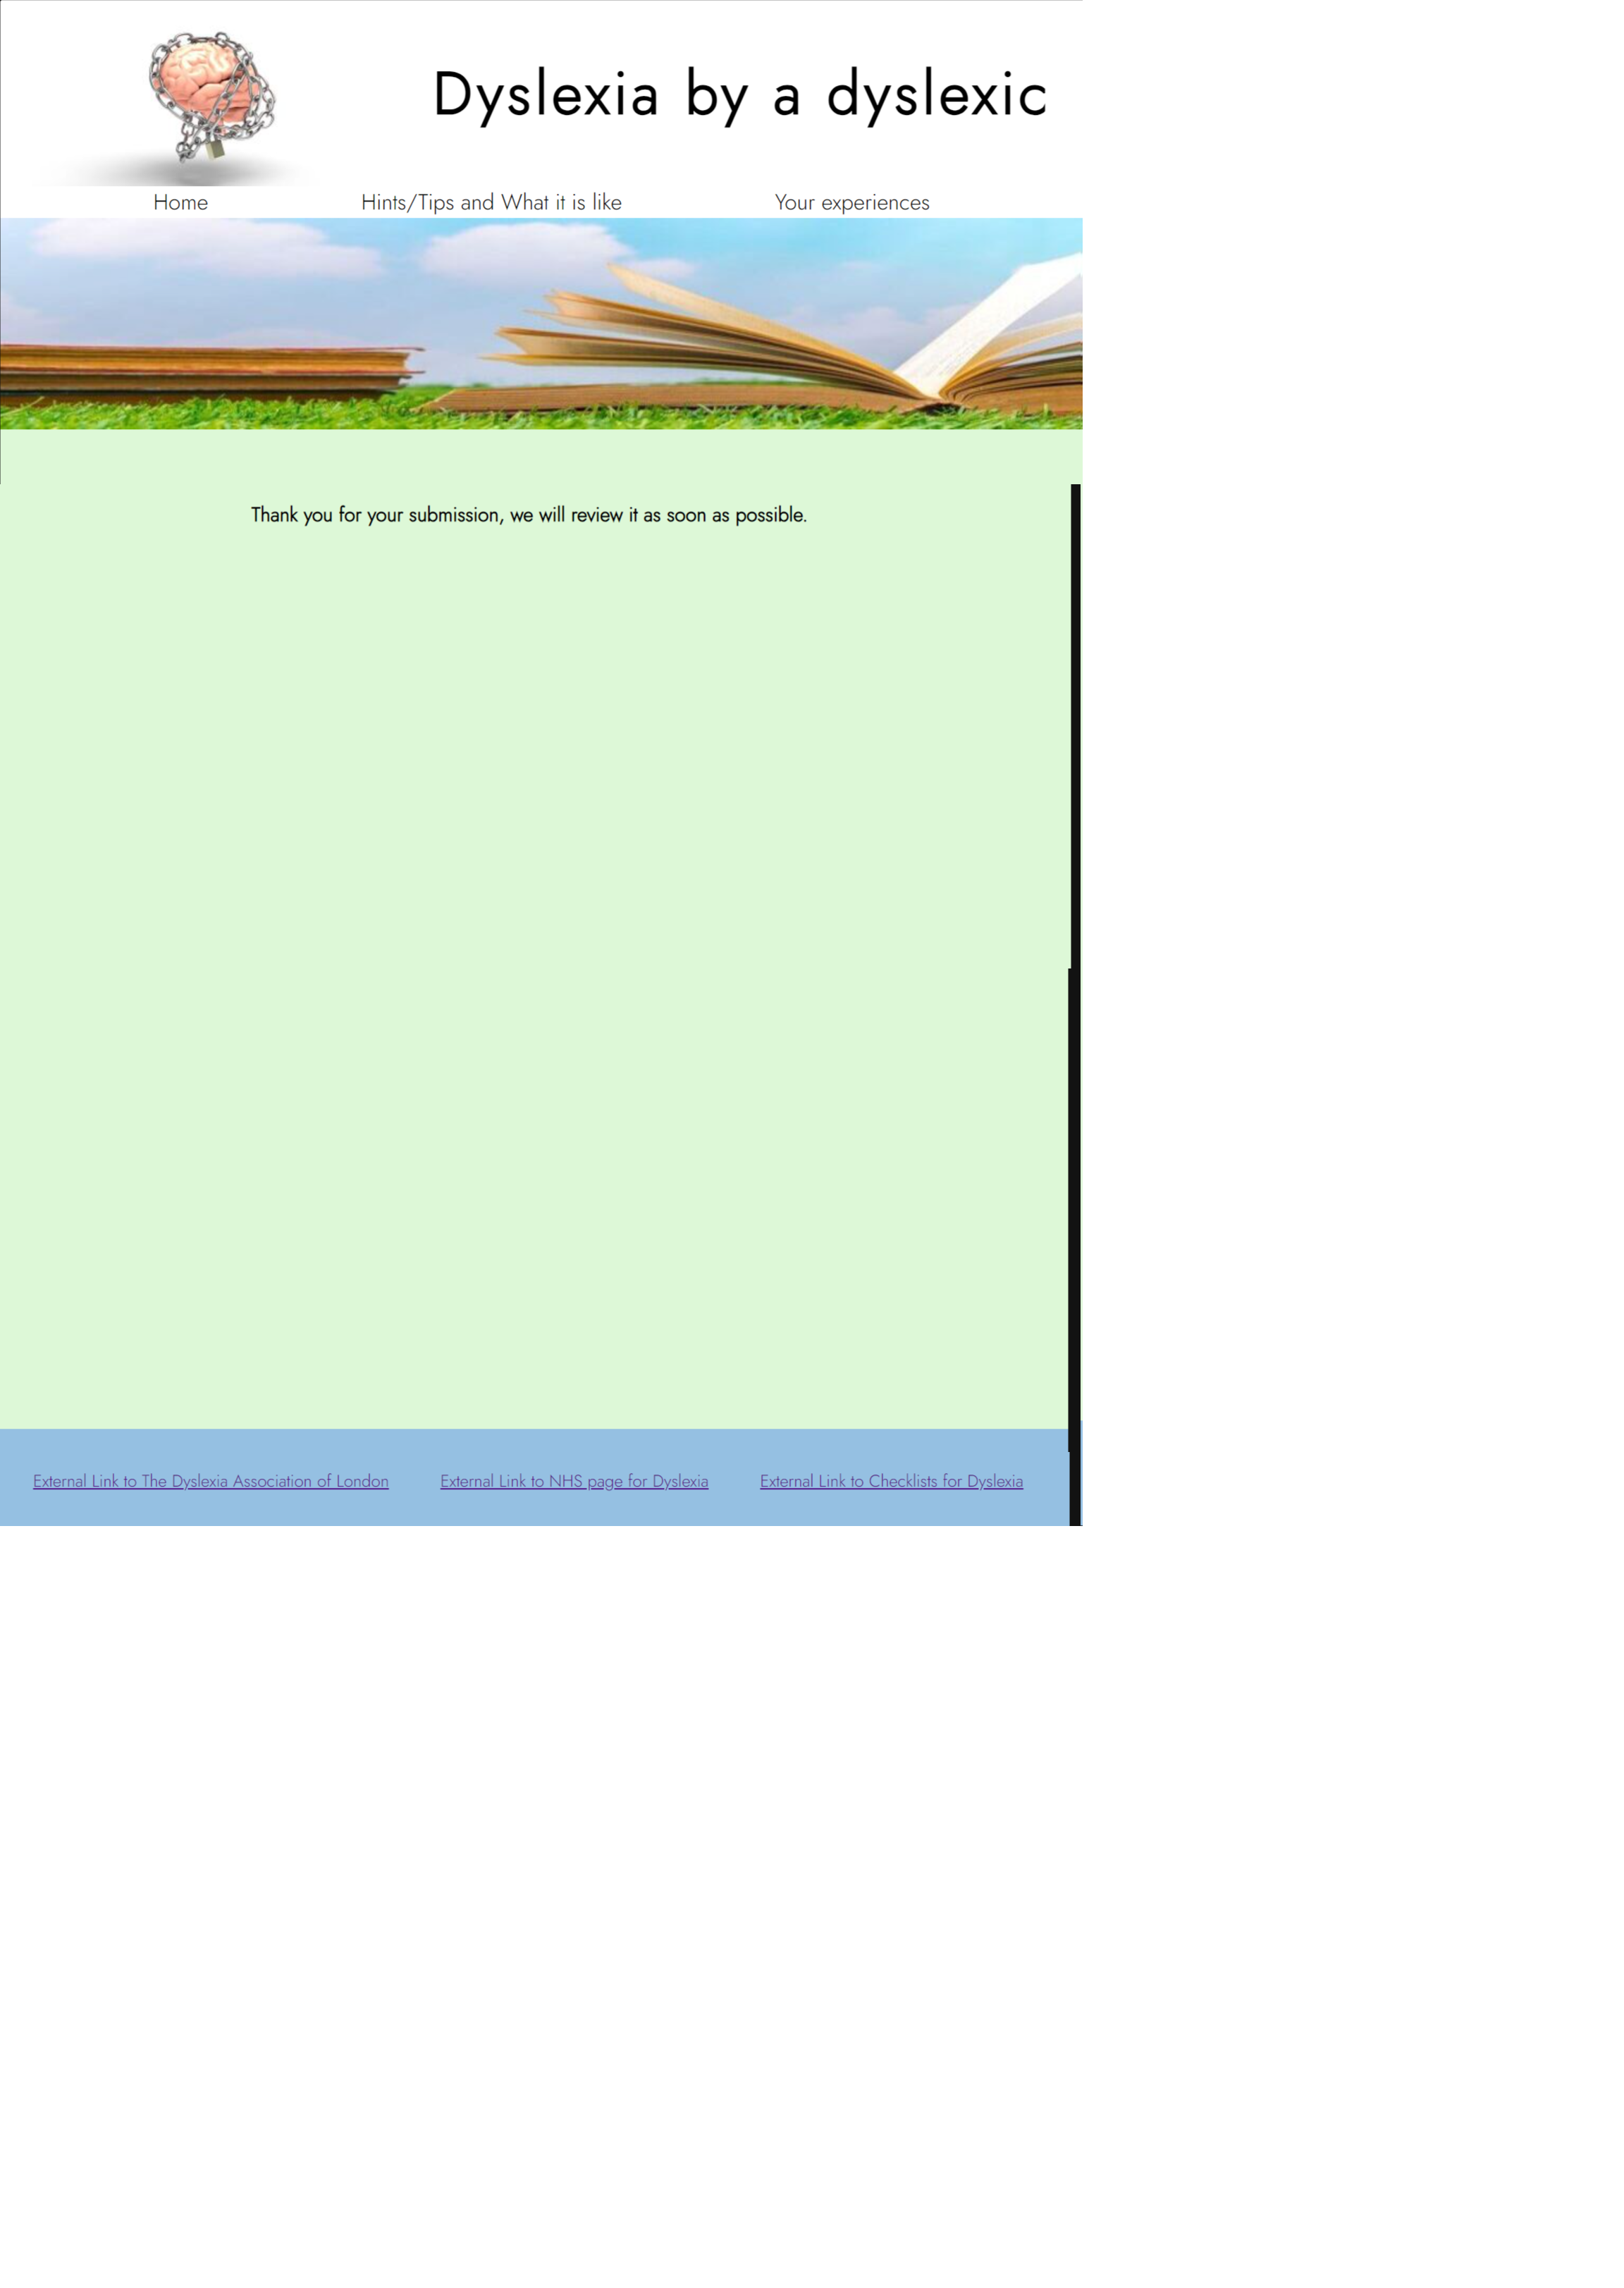 Dyslexia by a dyslexic
Home Hints/Tips and What it is like Your experiences
Thank you for your submission, we will review it as soon as possible.
External Link to The Dyslexia Association of London External Link to NHS page for Dyslexia External Link to Checklists for Dyslexia